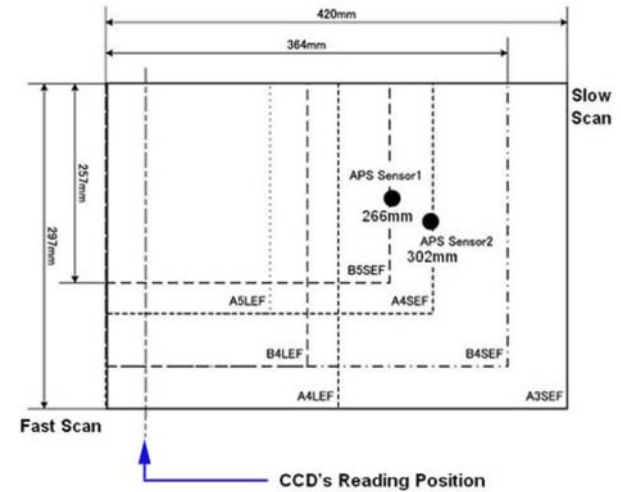 420mm
364mm
Slow
Scan
257mm
297mm
APS Sensor1
266mm
APS Sensor2
302mm
B5SEF
A5LEF
A4SEF
B4LEF
B4SEF
A4LEF
A3SEF
Fast Scan
CCD's Reading Position